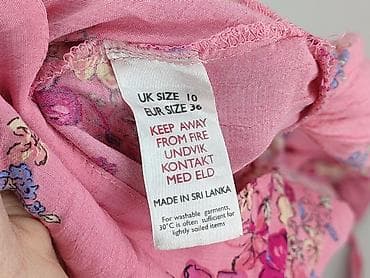 UK SIZE 10
EUR SIZE 36
KEEP AWAY
FROM FIRE
UNDVIK
KONTAKT
MED ELD
MADE IN SRI LANKA
For washable garments,
30°C is often sufficient for
lightly soiled items